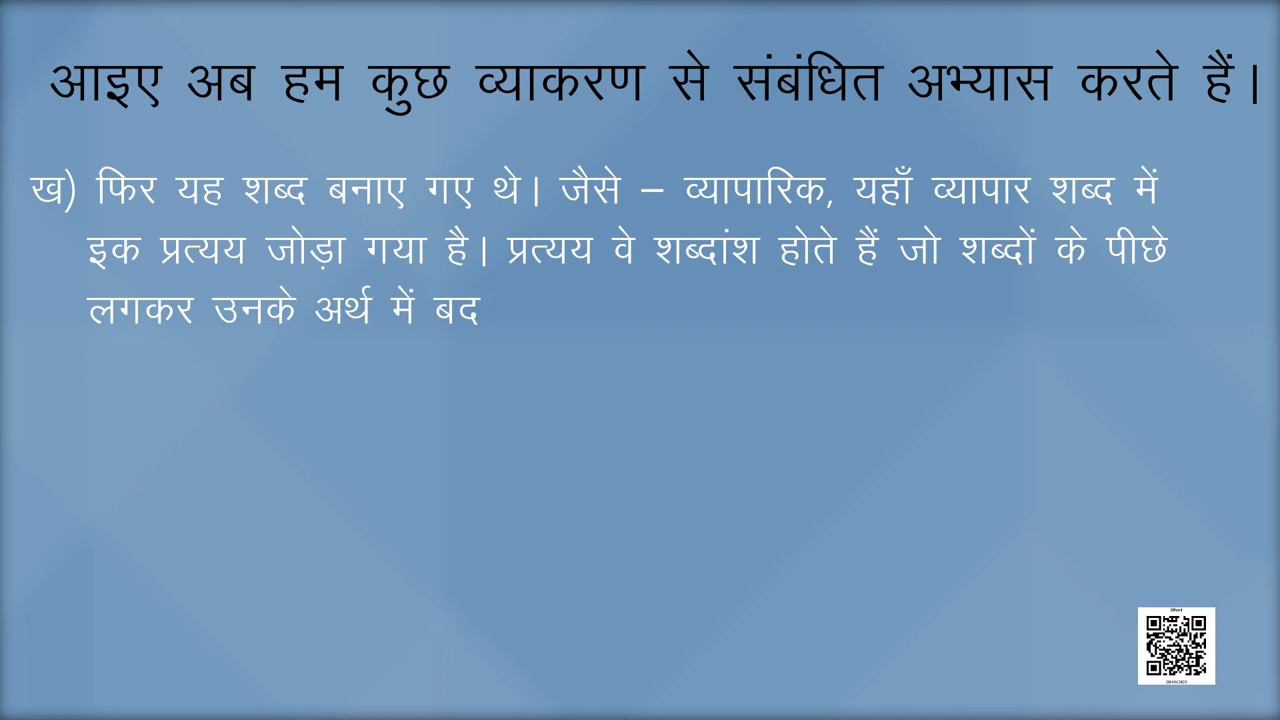 आइए अब हम कुछ व्याकरण से संबंधित अभ्यास करते हैं।
ख) फिर यह शब्द बनाए गए थे। जैसे – व्यापारिक, यहाँ व्यापार शब्द में
इक प्रत्यय जोड़ा गया है। प्रत्यय वे शब्दांश होते हैं जो शब्दों के पीछे
लगकर उनके अर्थ में बद